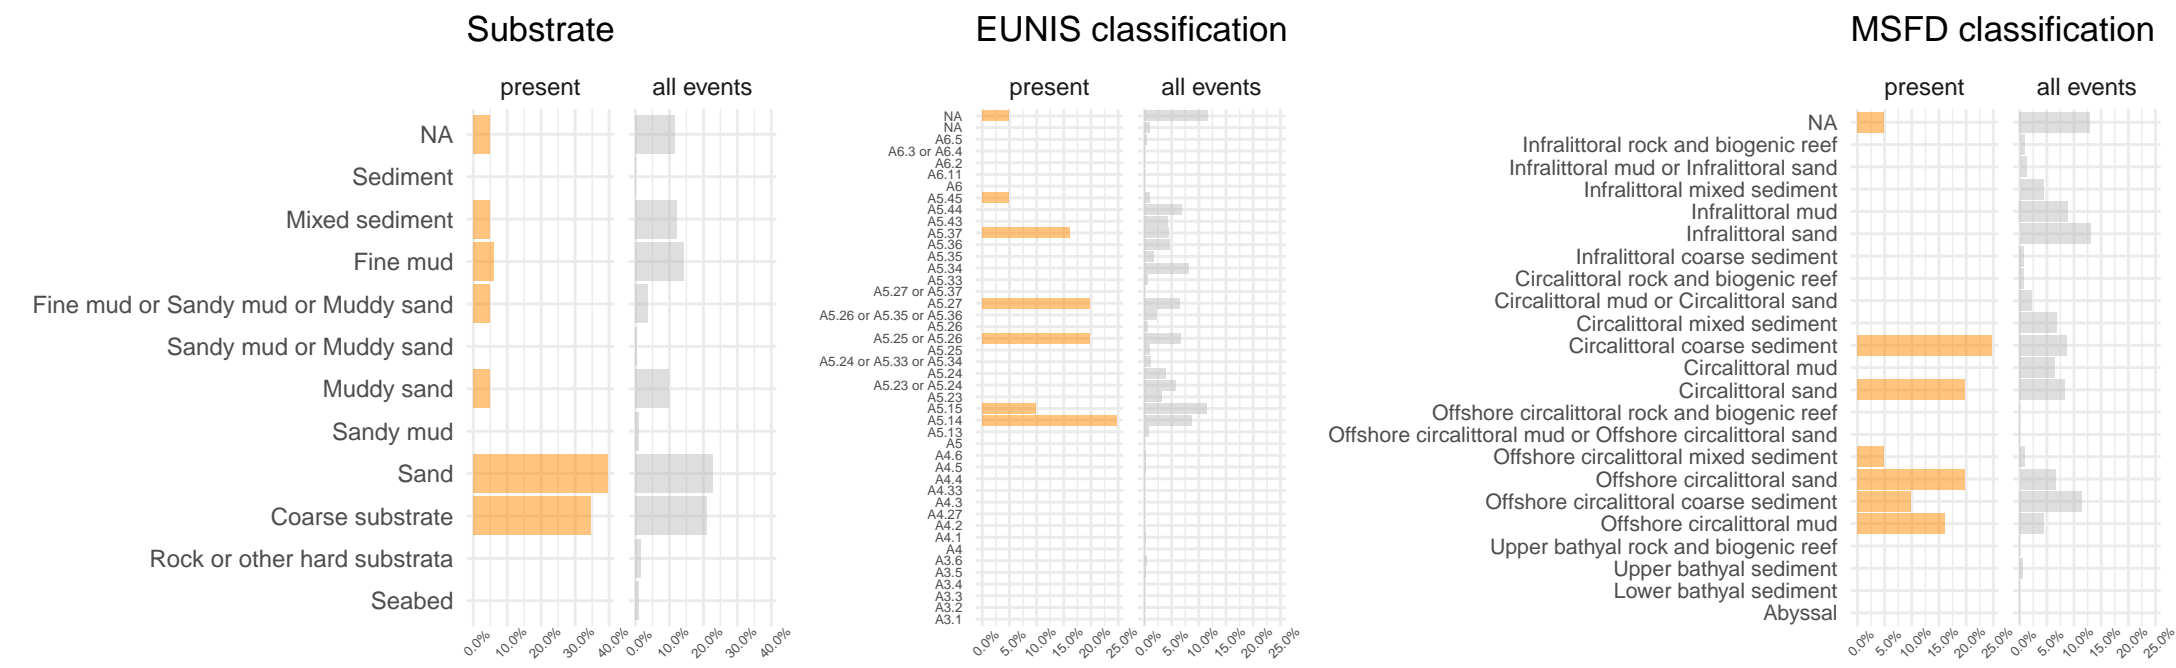 Substrate
present all events
NA
Sediment
Mixed sediment
Fine mud
Fine mud or Sandy mud or Muddy sand
Sandy mud or Muddy sand
Muddy sand
Sandy mud
Sand
Coarse substrate
Rock or other hard substrata
Seabed
0.0% 10.0% 20.0% 30.0% 40.0% 0.0% 10.0% 20.0% 30.0% 40.0%
EUNIS classification
present all events
NA
NA
A6.5
A6.3 or A6.4
A6.2
A6.11
A6
A5.45
A5.44
A5.43
A5.37
A5.36
A5.35
A5.34
A5.33
A5.27 or A5.37
A5.27
A5.26 or A5.35 or A5.36
A5.26
A5.25 or A5.26
A5.25
A5.24 or A5.33 or A5.34
A5.24
A5.23 or A5.24
A5.23
A5.15
A5.14
A5.13
A5
A4.6
A4.5
A4.4
A4.33
A4.3
A4.27
A4.2
A4.1
A4
A3.6
A3.5
A3.4
A3.3
A3.2
A3.1
0.0% 5.0% 10.0% 15.0% 20.0% 25.0% 0.0% 5.0% 10.0% 15.0% 20.0% 25.0%
MSFD classification
present all events
NA
Infralittoral rock and biogenic reef
Infralittoral mud or Infralittoral sand
Infralittoral mixed sediment
Infralittoral mud
Infralittoral sand
Infralittoral coarse sediment
Circalittoral rock and biogenic reef
Circalittoral mud or Circalittoral sand
Circalittoral mixed sediment
Circalittoral coarse sediment
Circalittoral mud
Circalittoral sand
Offshore circalittoral rock and biogenic reef
Offshore circalittoral mud or Offshore circalittoral sand
Offshore circalittoral mixed sediment
Offshore circalittoral sand
Offshore circalittoral coarse sediment
Offshore circalittoral mud
Upper bathyal rock and biogenic reef
Upper bathyal sediment
Lower bathyal sediment
Abyssal
0.0% 5.0% 10.0% 15.0% 20.0% 25.0% 0.0% 5.0% 10.0% 15.0% 20.0% 25.0%